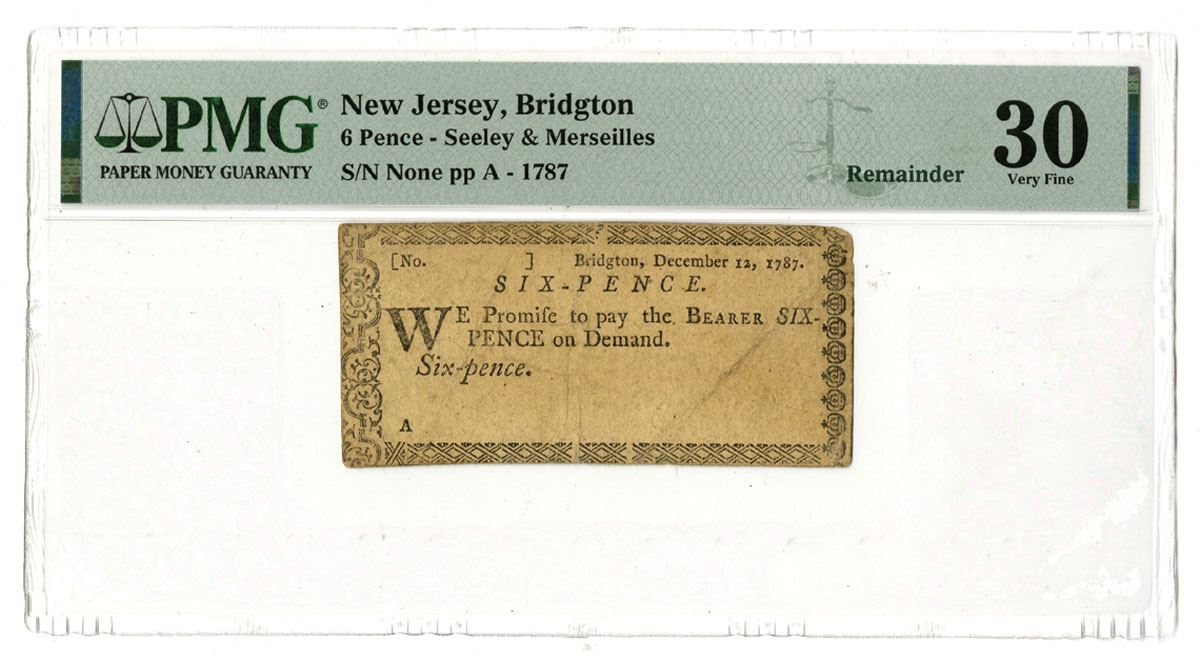 PMG®
PAPER MONEY GUARANTY
New Jersey, Bridgton
6 Pence - Seeley & Merseilles
S/N None pp A - 1787
Remainder
30
Very Fine
[No. ] Bridgton, December 12, 1787.
SIX-PENCE.
WE Promiſe to pay the BEARER SIX-
PENCE on Demand.
Six-pence.
A